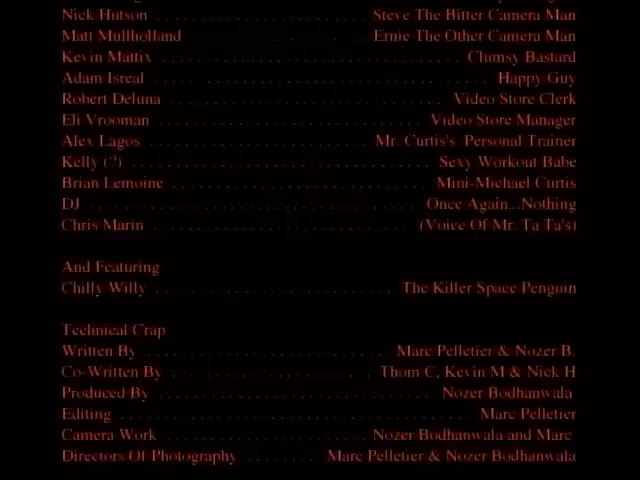 Nick Hutson . . . . . . . . . . . . . . . . . . . . Steve The Bitter Camera Man
Matt Mullholland . . . . . . . . . . . . . . . . Ernie The Other Camera Man
Kevin Mattix . . . . . . . . . . . . . . . . . . . . . . . . . . . Clumsy Bastard
Adam Isreal . . . . . . . . . . . . . . . . . . . . . . . . . . . . . . Happy Guy
Robert Deluna . . . . . . . . . . . . . . . . . . . . . . . . . Video Store Clerk
Eli Vrooman . . . . . . . . . . . . . . . . . . . . . . . . Video Store Manager
Alex Lagos . . . . . . . . . . . . . . . . . . . . Mr. Curtis's Personal Trainer
Kelly (?) . . . . . . . . . . . . . . . . . . . . . . . . . . . Sexy Workout Babe
Brian Lemoine . . . . . . . . . . . . . . . . . . . . . . . Mini-Michael Curtis
DJ . . . . . . . . . . . . . . . . . . . . . . . . . . . . . Once Again...Nothing
Chris Marin . . . . . . . . . . . . . . . . . . . . . . . (Voice Of Mr. Ta Ta's)
And Featuring
Chilly Willy . . . . . . . . . . . . . . . . . . . . . . The Killer Space Penguin
Technical Crap
Written By . . . . . . . . . . . . . . . . . . . . . . Marc Pelletier & Nozer B.
Co-Written By . . . . . . . . . . . . . . . . . . Thom C, Kevin M & Nick H
Produced By . . . . . . . . . . . . . . . . . . . . . . . . . Nozer Bodhanwala
Editing . . . . . . . . . . . . . . . . . . . . . . . . . . . . . . . . Marc Pelletier
Camera Work . . . . . . . . . . . . . . . . . . Nozer Bodhanwala and Marc
Directors Of Photography . . . . . . . . Marc Pelletier & Nozer Bodhanwala